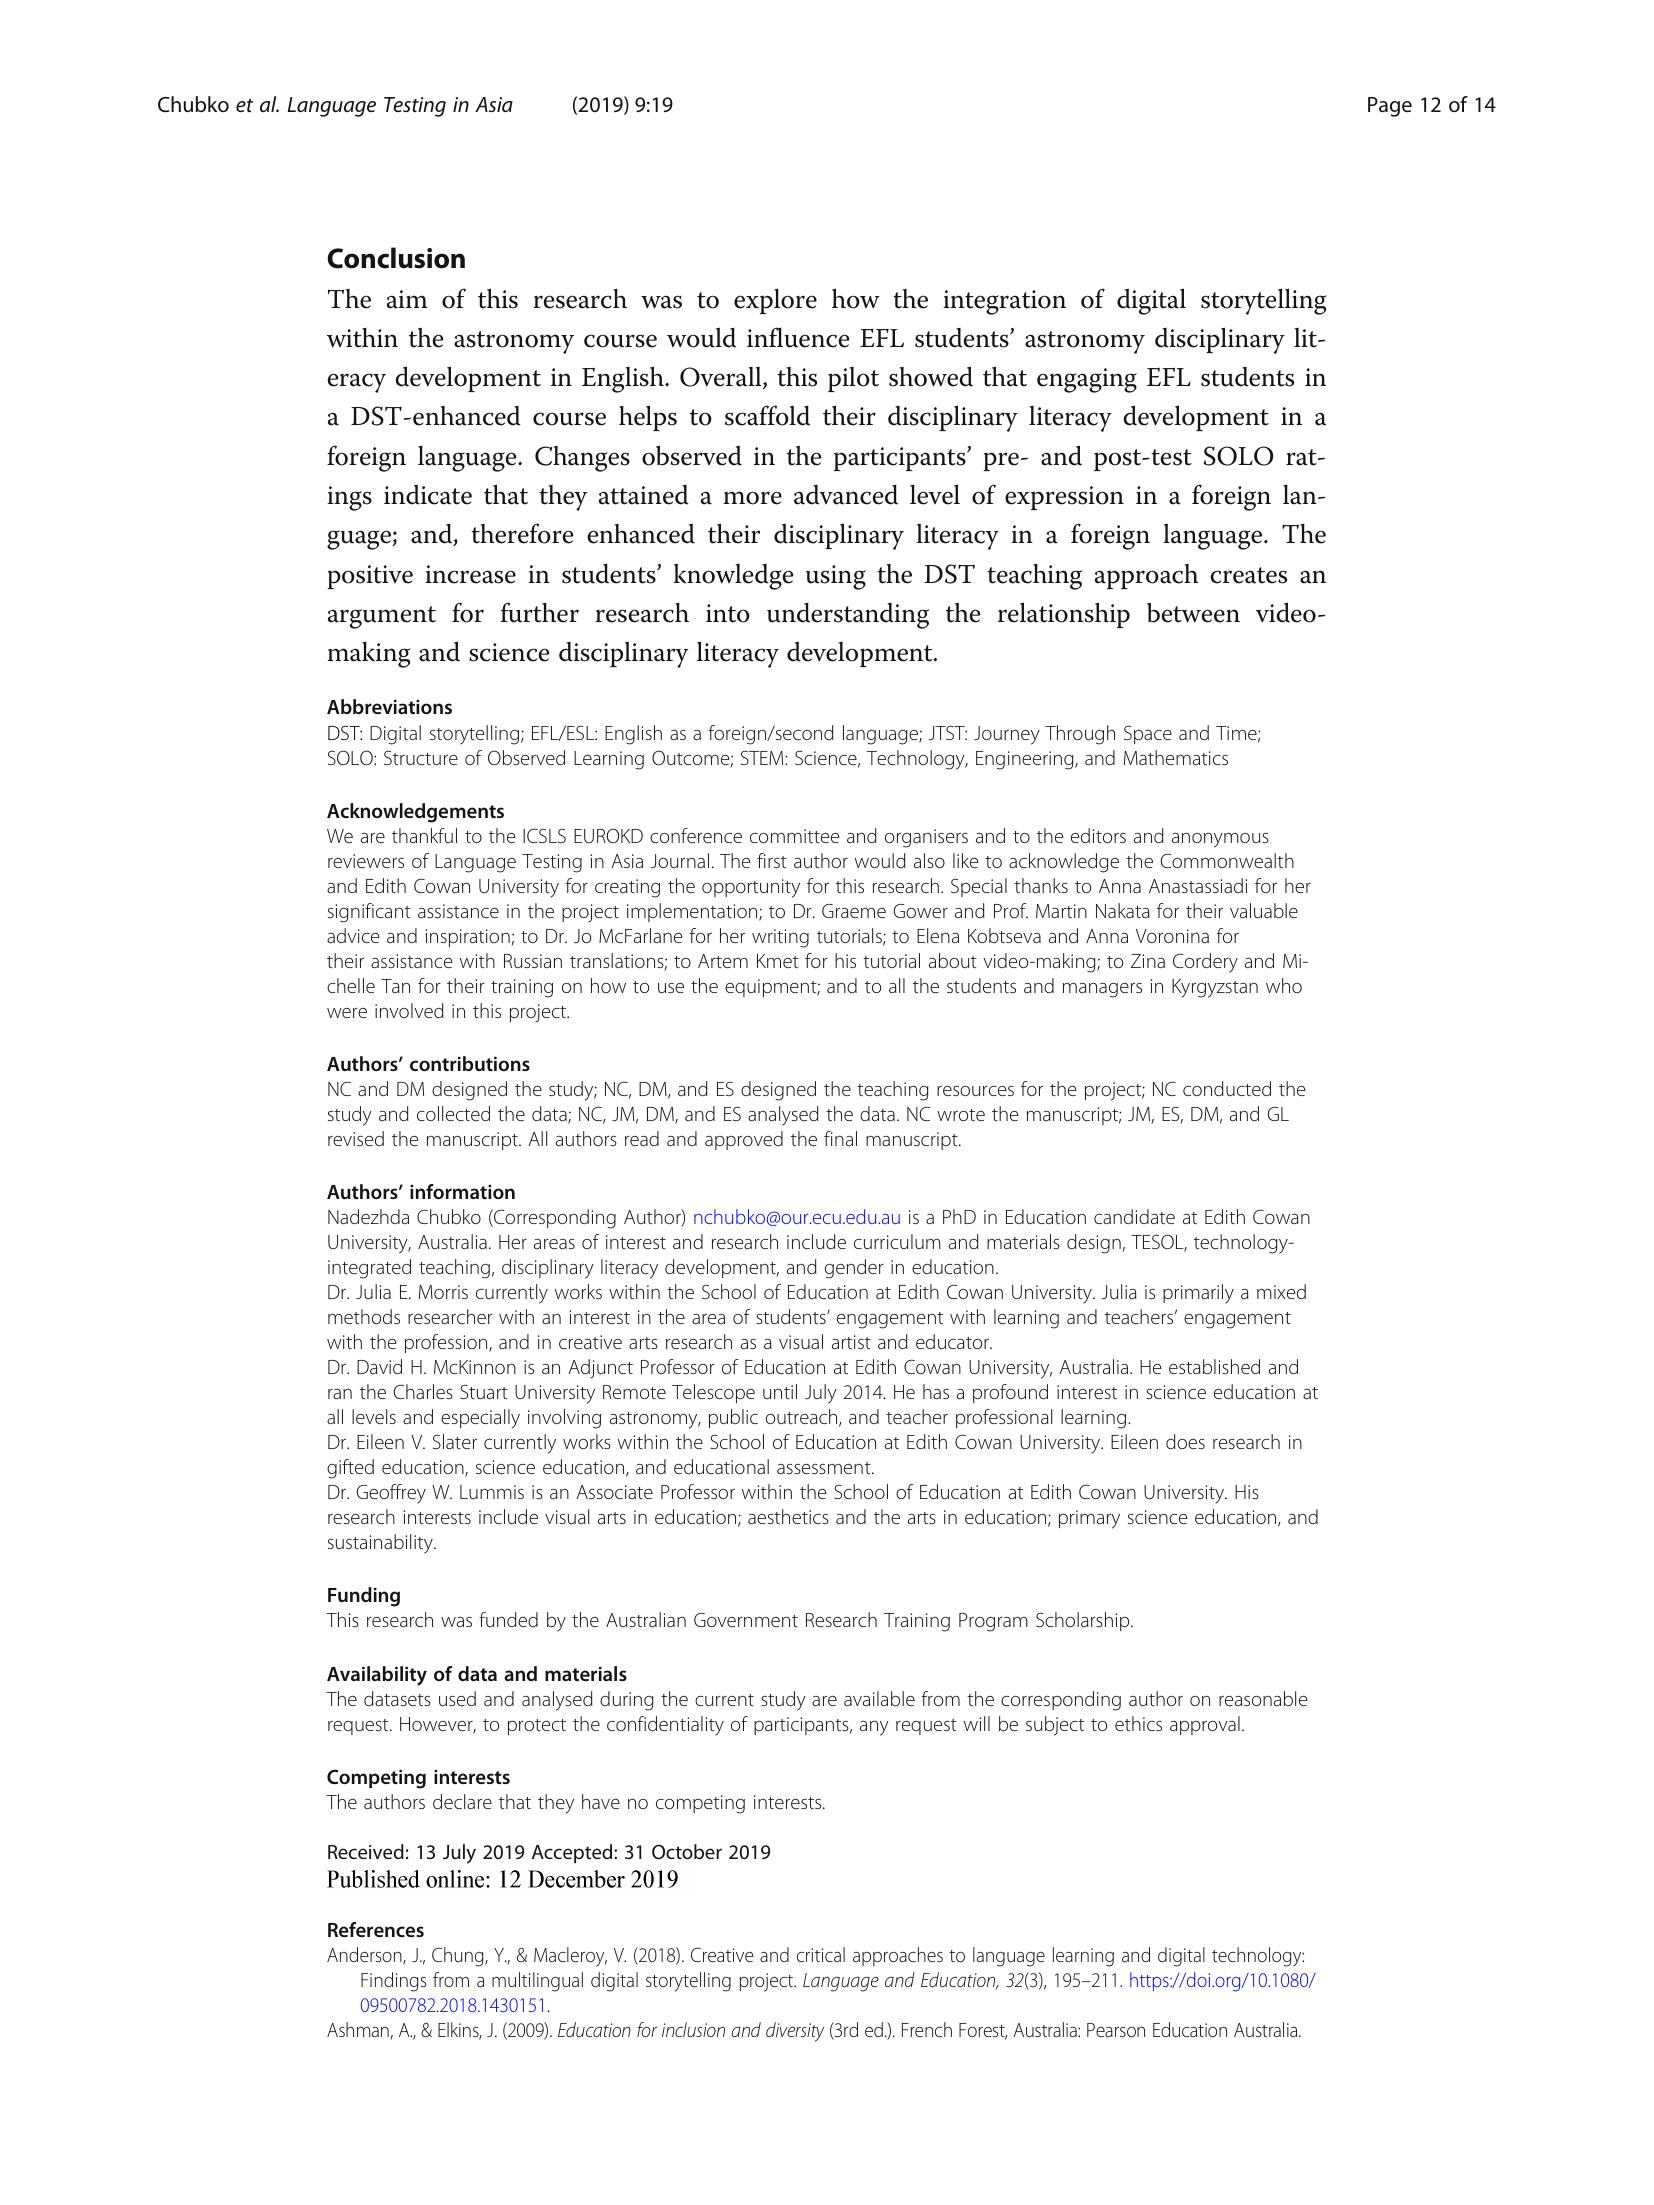 Chubko et al. Language Testing in Asia (2019) 9:19 Page 12 of 14
Conclusion
The aim of this research was to explore how the integration of digital storytelling
within the astronomy course would influence EFL students’ astronomy disciplinary lit-
eracy development in English. Overall, this pilot showed that engaging EFL students in
a DST-enhanced course helps to scaffold their disciplinary literacy development in a
foreign language. Changes observed in the participants’ pre- and post-test SOLO rat-
ings indicate that they attained a more advanced level of expression in a foreign lan-
guage; and, therefore enhanced their disciplinary literacy in a foreign language. The
positive increase in students’ knowledge using the DST teaching approach creates an
argument for further research into understanding the relationship between video-
making and science disciplinary literacy development.
Abbreviations
DST: Digital storytelling; EFL/ESL: English as a foreign/second language; JTST: Journey Through Space and Time;
SOLO: Structure of Observed Learning Outcome; STEM: Science, Technology, Engineering, and Mathematics
Acknowledgements
We are thankful to the ICSLS EUROKD conference committee and organisers and to the editors and anonymous
reviewers of Language Testing in Asia Journal. The first author would also like to acknowledge the Commonwealth
and Edith Cowan University for creating the opportunity for this research. Special thanks to Anna Anastassiadi for her
significant assistance in the project implementation; to Dr. Graeme Gower and Prof. Martin Nakata for their valuable
advice and inspiration; to Dr. Jo McFarlane for her writing tutorials; to Elena Kobtseva and Anna Voronina for
their assistance with Russian translations; to Artem Kmet for his tutorial about video-making; to Zina Cordery and Mi-
chelle Tan for their training on how to use the equipment; and to all the students and managers in Kyrgyzstan who
were involved in this project.
Authors’ contributions
NC and DM designed the study; NC, DM, and ES designed the teaching resources for the project; NC conducted the
study and collected the data; NC, JM, DM, and ES analysed the data. NC wrote the manuscript; JM, ES, DM, and GL
revised the manuscript. All authors read and approved the final manuscript.
Authors’ information
Nadezhda Chubko (Corresponding Author) nchubko@our.ecu.edu.au is a PhD in Education candidate at Edith Cowan
University, Australia. Her areas of interest and research include curriculum and materials design, TESOL, technology-
integrated teaching, disciplinary literacy development, and gender in education.
Dr. Julia E. Morris currently works within the School of Education at Edith Cowan University. Julia is primarily a mixed
methods researcher with an interest in the area of students’ engagement with learning and teachers’ engagement
with the profession, and in creative arts research as a visual artist and educator.
Dr. David H. McKinnon is an Adjunct Professor of Education at Edith Cowan University, Australia. He established and
ran the Charles Stuart University Remote Telescope until July 2014. He has a profound interest in science education at
all levels and especially involving astronomy, public outreach, and teacher professional learning.
Dr. Eileen V. Slater currently works within the School of Education at Edith Cowan University. Eileen does research in
gifted education, science education, and educational assessment.
Dr. Geoffrey W. Lummis is an Associate Professor within the School of Education at Edith Cowan University. His
research interests include visual arts in education; aesthetics and the arts in education; primary science education, and
sustainability.
Funding
This research was funded by the Australian Government Research Training Program Scholarship.
Availability of data and materials
The datasets used and analysed during the current study are available from the corresponding author on reasonable
request. However, to protect the confidentiality of participants, any request will be subject to ethics approval.
Competing interests
The authors declare that they have no competing interests.
Received: 13 July 2019 Accepted: 31 October 2019
Published online: 12 December 2019
References
Anderson, J., Chung, Y., & Macleroy, V. (2018). Creative and critical approaches to language learning and digital technology:
Findings from a multilingual digital storytelling project. Language and Education, 32(3), 195–211. https://doi.org/10.1080/
09500782.2018.1430151.
Ashman, A., & Elkins, J. (2009). Education for inclusion and diversity (3rd ed.). French Forest, Australia: Pearson Education Australia.